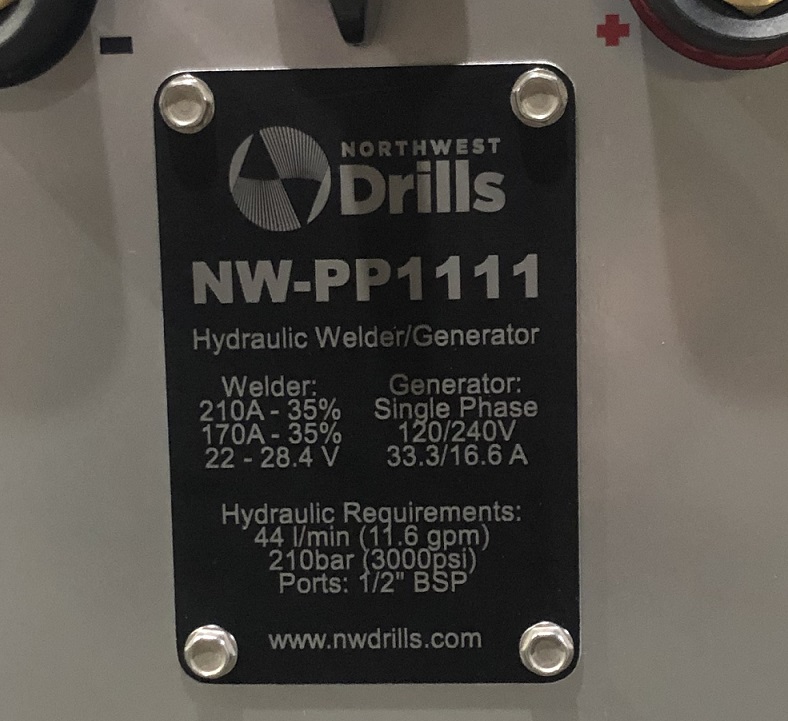 NORTHWEST
Drills
NW-PP1111
Hydraulic Welder/Generator
Welder:
210A - 35%
170A - 35%
22 - 28.4 V
Generator:
Single Phase
120/240V
33.3/16.6 A
Hydraulic Requirements:
44 l/min (11.6 gpm)
210bar (3000psi)
Ports: 1/2" BSP
www.nwdrills.com